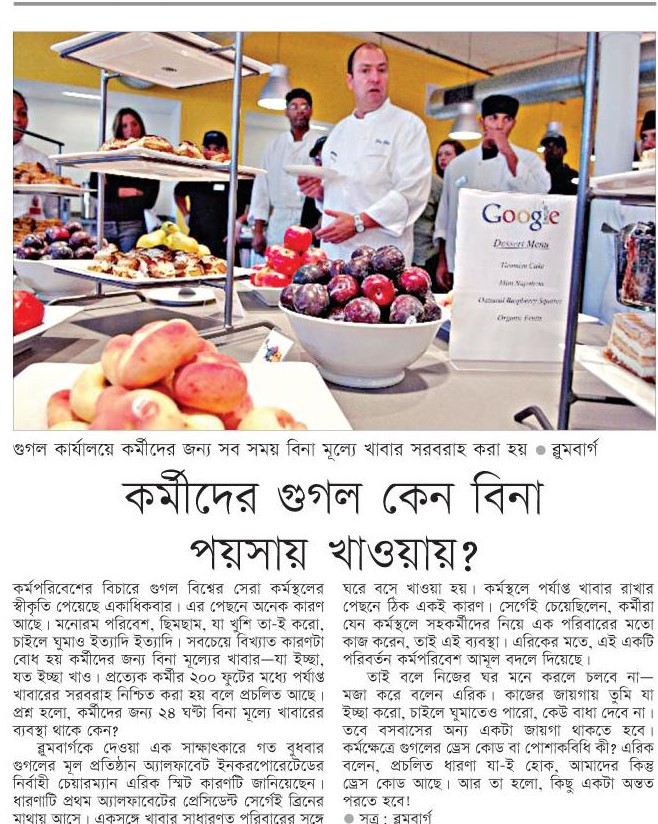 Google
Dessert Menu
Tiramisu Cake
Mini Napoleons
Oatmeal Raspberry Squares
Organic Fruits
গুগল কার্যালয়ে কর্মীদের জন্য সব সময় বিনা মূল্যে খাবার সরবরাহ করা হয় ● ব্লুমবার্গ
কর্মীদের গুগল কেন বিনা
পয়সায় খাওয়ায়?
কর্মপরিবেশের বিচারে গুগল বিশ্বের সেরা কর্মস্থলের
স্বীকৃতি পেয়েছে একাধিকবার। এর পেছনে অনেক কারণ
আছে। মনোরম পরিবেশ, ছিমছাম, যা খুশি তা-ই করো,
চাইলে ঘুমাও ইত্যাদি ইত্যাদি। সবচেয়ে বিখ্যাত কারণটা
বোধ হয় কর্মীদের জন্য বিনা মূল্যের খাবার—যা ইচ্ছা,
যত ইচ্ছা খাও। প্রত্যেক কর্মীর ২০০ ফুটের মধ্যে পর্যাপ্ত
খাবারের সরবরাহ নিশ্চিত করা হয় বলে প্রচলিত আছে।
প্রশ্ন হলো, কর্মীদের জন্য ২৪ ঘণ্টা বিনা মূল্যে খাবারের
ব্যবস্থা থাকে কেন?
ব্লুমবার্গকে দেওয়া এক সাক্ষাৎকারে গত বুধবার
গুগলের মূল প্রতিষ্ঠান অ্যালফাবেট ইনকরপোরেটেডের
নির্বাহী চেয়ারম্যান এরিক স্মিট কারণটি জানিয়েছেন।
ধারণাটি প্রথম অ্যালফাবেটের প্রেসিডেন্ট সের্গেই ব্রিনের
মাথায় আসে। একসঙ্গে খাবার সাধারণত পরিবারের সঙ্গে
ঘরে বসে খাওয়া হয়। কর্মস্থলে পর্যাপ্ত খাবার রাখার
পেছনে ঠিক একই কারণ। সের্গেই চেয়েছিলেন, কর্মীরা
যেন কর্মস্থলে সহকর্মীদের নিয়ে এক পরিবারের মতো
কাজ করেন, তাই এই ব্যবস্থা। এরিকের মতে, এই একটি
পরিবর্তন কর্মপরিবেশ আমূল বদলে দিয়েছে।
তাই বলে নিজের ঘর মনে করলে চলবে না—
মজা করে বলেন এরিক। কাজের জায়গায় তুমি যা
ইচ্ছা করো, চাইলে ঘুমাতেও পারো, কেউ বাধা দেবে না।
তবে বসবাসের অন্য একটা জায়গা থাকতে হবে।
কর্মক্ষেত্রে গুগলের ড্রেস কোড বা পোশাকবিধি কী? এরিক
বলেন, প্রচলিত ধারণা যা-ই হোক, আমাদের কিন্তু
ড্রেস কোড আছে। আর তা হলো, কিছু একটা অন্তত
পরতে হবে!
● সূত্র : ব্লুমবার্গ